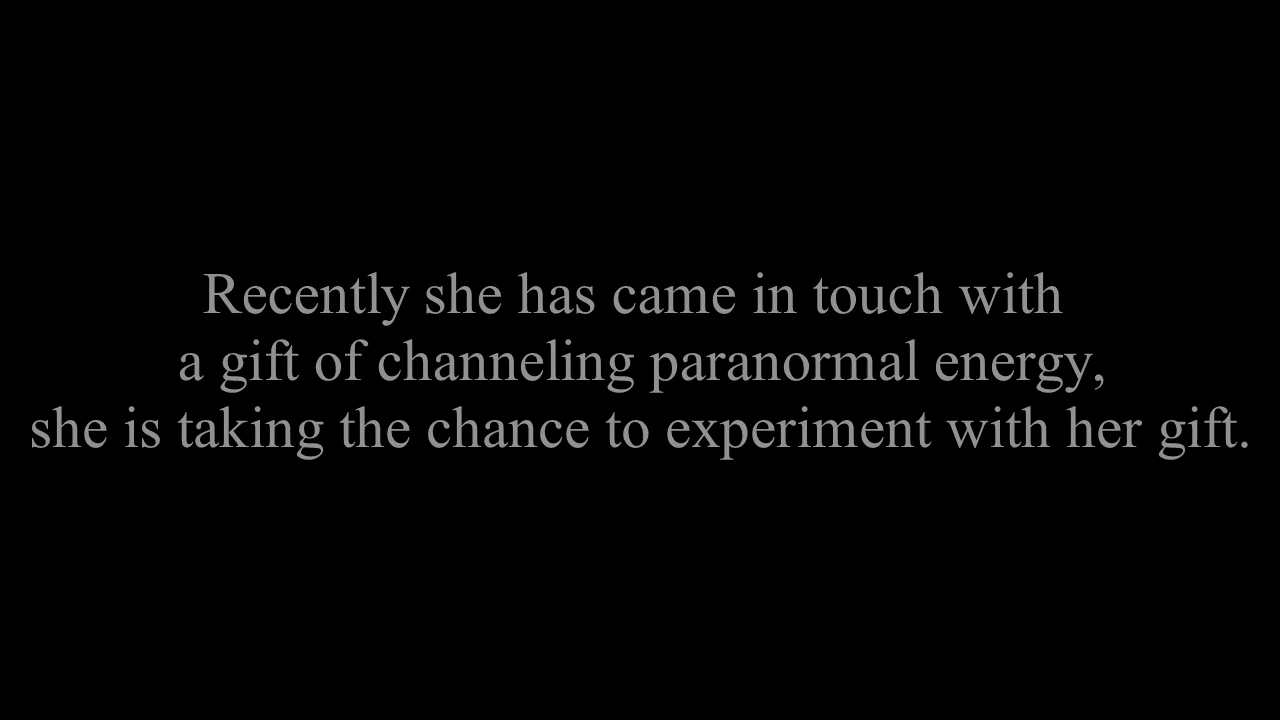 Recently she has came in touch with
a gift of channeling paranormal energy,
she is taking the chance to experiment with her gift.